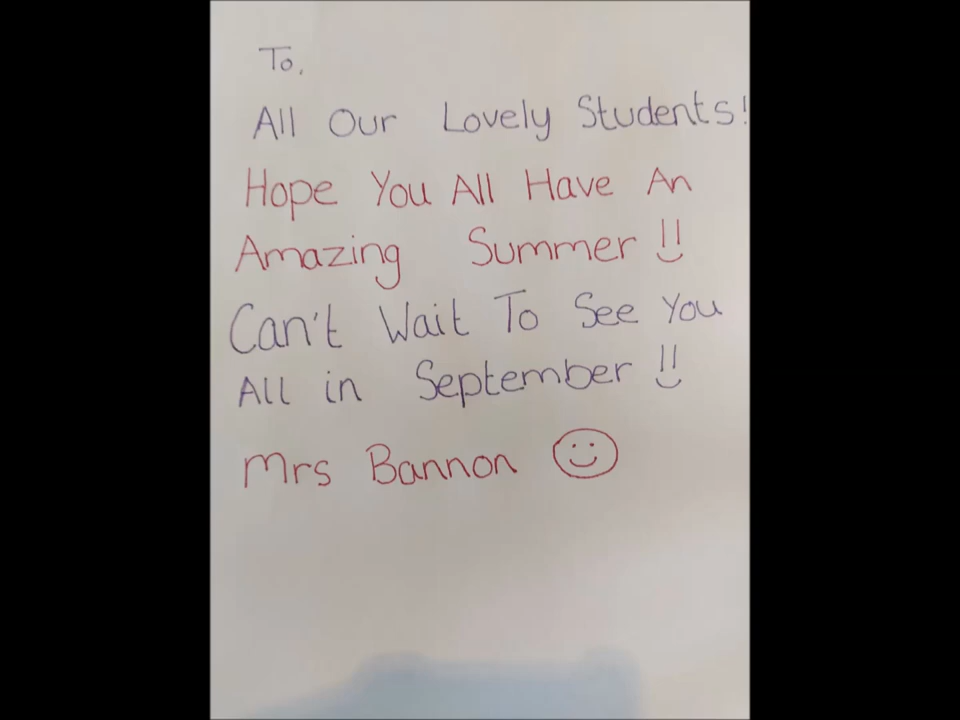 To,
All Our Lovely Students!
Hope You All Have An
Amazing Summer !!
Can't Wait To See You
All in September !!
Mrs Bannon